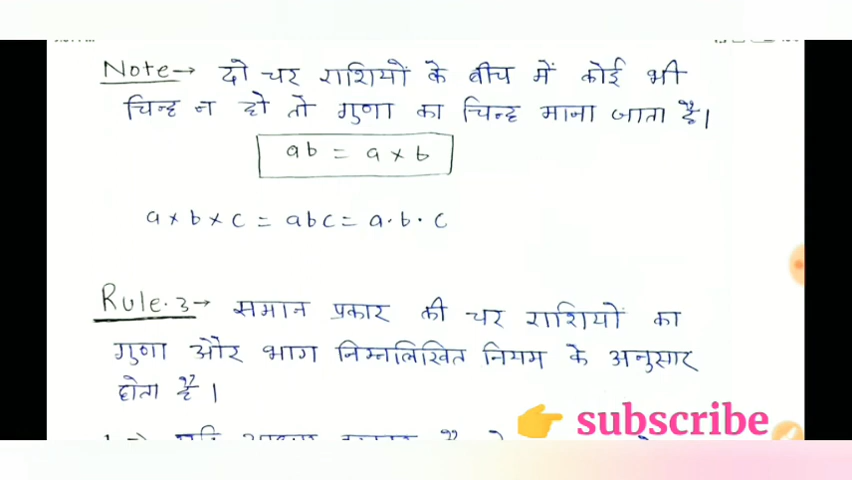 Note→ दो चर राशियों के बीच में कोई भी
चिन्ह न हो तो गुणा का चिन्ह माना जाता है।
ab = a × b
a × b × c = abc = a·b·c
Rule·3→ समान प्रकार की चर राशियों का
गुणा और भाग निम्नलिखित नियम के अनुसार
होता है।
👉 subscribe